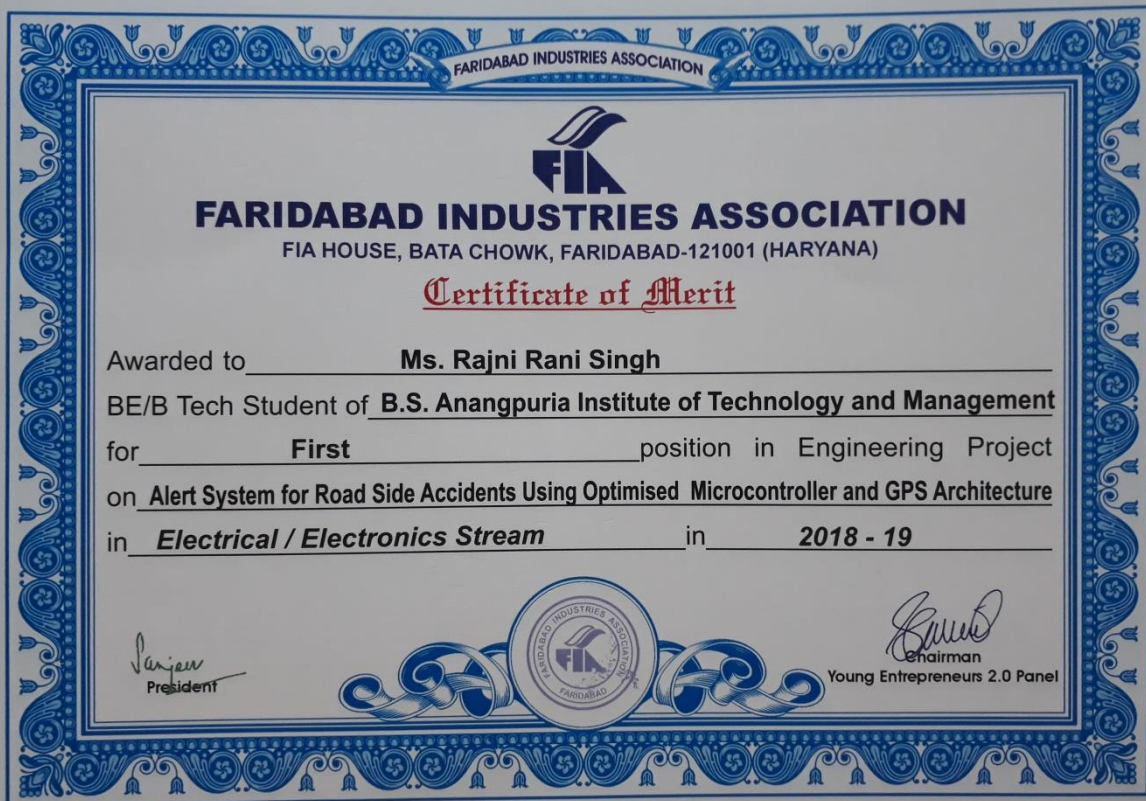 FARIDABAD INDUSTRIES ASSOCIATION
FIA
FARIDABAD INDUSTRIES ASSOCIATION
FIA HOUSE, BATA CHOWK, FARIDABAD-121001 (HARYANA)
Certificate of Merit
Awarded to Ms. Rajni Rani Singh
BE/B Tech Student of B.S. Anangpuria Institute of Technology and Management
for First position in Engineering Project
on Alert System for Road Side Accidents Using Optimised Microcontroller and GPS Architecture
in Electrical / Electronics Stream in 2018 - 19
FARIDABAD INDUSTRIES ASSOCIATION
FIA
FARIDABAD
Sanjeev
President
Chairman
Young Entrepreneurs 2.0 Panel